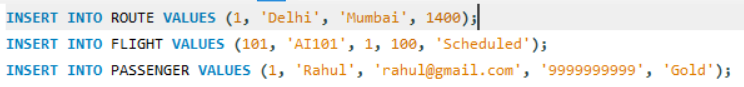 INSERT INTO ROUTE VALUES (1, 'Delhi', 'Mumbai', 1400);
INSERT INTO FLIGHT VALUES (101, 'AI101', 1, 100, 'Scheduled');
INSERT INTO PASSENGER VALUES (1, 'Rahul', 'rahul@gmail.com', '9999999999', 'Gold');